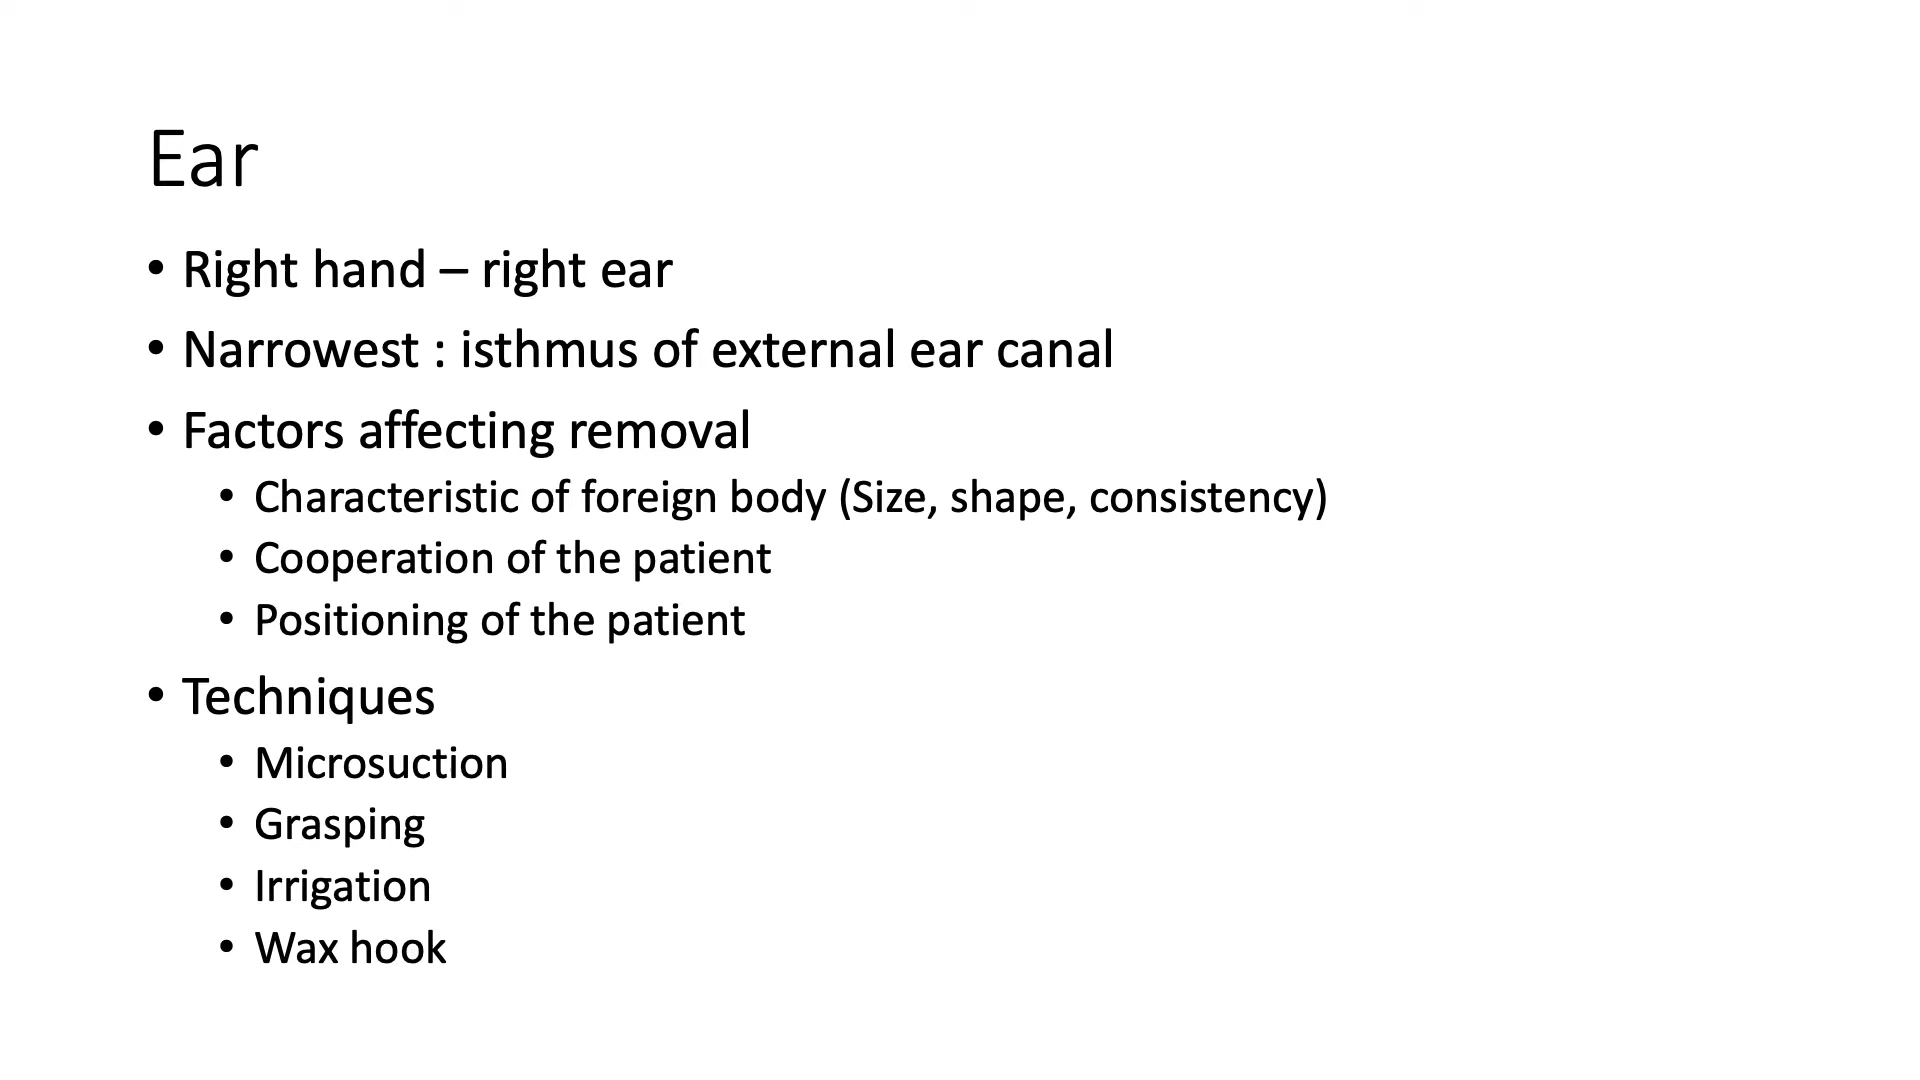 Ear
• Right hand – right ear
• Narrowest : isthmus of external ear canal
• Factors affecting removal
• Characteristic of foreign body (Size, shape, consistency)
• Cooperation of the patient
• Positioning of the patient
• Techniques
• Microsuction
• Grasping
• Irrigation
• Wax hook